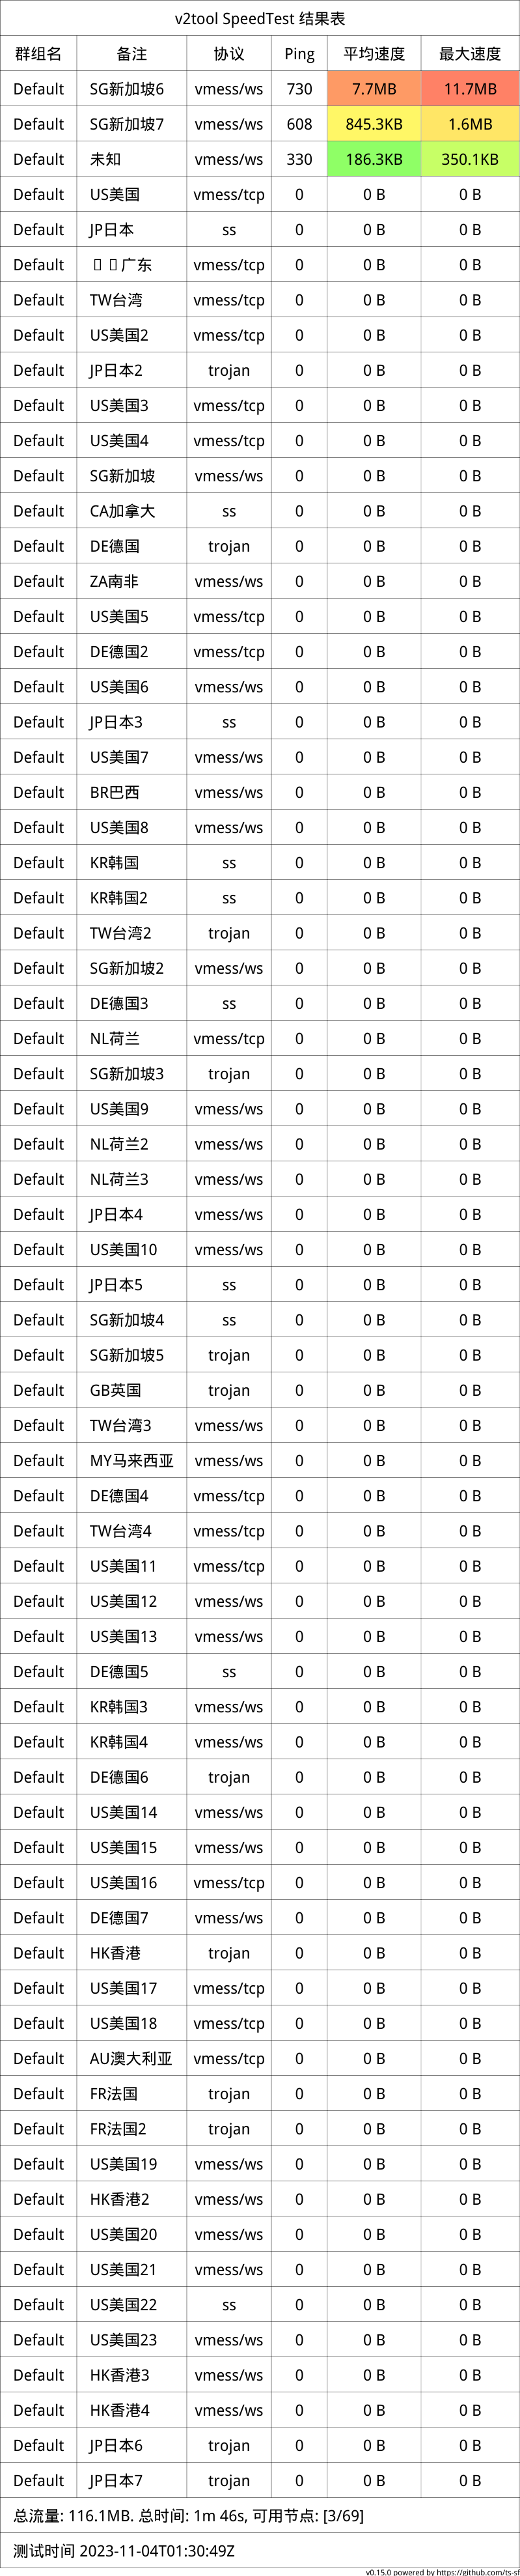 v2tool SpeedTest 结果表
群组名 备注 协议 Ping 平均速度 最大速度
Default SG新加坡6 vmess/ws 730 7.7MB 11.7MB
Default SG新加坡7 vmess/ws 608 845.3KB 1.6MB
Default 未知 vmess/ws 330 186.3KB 350.1KB
Default US美国 vmess/tcp 0 0 B 0 B
Default JP日本 ss 0 0 B 0 B
Default 广东 vmess/tcp 0 0 B 0 B
Default TW台湾 vmess/tcp 0 0 B 0 B
Default US美国2 vmess/tcp 0 0 B 0 B
Default JP日本2 trojan 0 0 B 0 B
Default US美国3 vmess/tcp 0 0 B 0 B
Default US美国4 vmess/tcp 0 0 B 0 B
Default SG新加坡 vmess/ws 0 0 B 0 B
Default CA加拿大 ss 0 0 B 0 B
Default DE德国 trojan 0 0 B 0 B
Default ZA南非 vmess/ws 0 0 B 0 B
Default US美国5 vmess/tcp 0 0 B 0 B
Default DE德国2 vmess/tcp 0 0 B 0 B
Default US美国6 vmess/ws 0 0 B 0 B
Default JP日本3 ss 0 0 B 0 B
Default US美国7 vmess/ws 0 0 B 0 B
Default BR巴西 vmess/ws 0 0 B 0 B
Default US美国8 vmess/ws 0 0 B 0 B
Default KR韩国 ss 0 0 B 0 B
Default KR韩国2 ss 0 0 B 0 B
Default TW台湾2 trojan 0 0 B 0 B
Default SG新加坡2 vmess/ws 0 0 B 0 B
Default DE德国3 ss 0 0 B 0 B
Default NL荷兰 vmess/tcp 0 0 B 0 B
Default SG新加坡3 trojan 0 0 B 0 B
Default US美国9 vmess/ws 0 0 B 0 B
Default NL荷兰2 vmess/ws 0 0 B 0 B
Default NL荷兰3 vmess/ws 0 0 B 0 B
Default JP日本4 vmess/ws 0 0 B 0 B
Default US美国10 vmess/ws 0 0 B 0 B
Default JP日本5 ss 0 0 B 0 B
Default SG新加坡4 ss 0 0 B 0 B
Default SG新加坡5 trojan 0 0 B 0 B
Default GB英国 trojan 0 0 B 0 B
Default TW台湾3 vmess/ws 0 0 B 0 B
Default MY马来西亚 vmess/ws 0 0 B 0 B
Default DE德国4 vmess/tcp 0 0 B 0 B
Default TW台湾4 vmess/tcp 0 0 B 0 B
Default US美国11 vmess/tcp 0 0 B 0 B
Default US美国12 vmess/ws 0 0 B 0 B
Default US美国13 vmess/ws 0 0 B 0 B
Default DE德国5 ss 0 0 B 0 B
Default KR韩国3 vmess/ws 0 0 B 0 B
Default KR韩国4 vmess/ws 0 0 B 0 B
Default DE德国6 trojan 0 0 B 0 B
Default US美国14 vmess/ws 0 0 B 0 B
Default US美国15 vmess/ws 0 0 B 0 B
Default US美国16 vmess/tcp 0 0 B 0 B
Default DE德国7 vmess/ws 0 0 B 0 B
Default HK香港 trojan 0 0 B 0 B
Default US美国17 vmess/tcp 0 0 B 0 B
Default US美国18 vmess/tcp 0 0 B 0 B
Default AU澳大利亚 vmess/tcp 0 0 B 0 B
Default FR法国 trojan 0 0 B 0 B
Default FR法国2 trojan 0 0 B 0 B
Default US美国19 vmess/ws 0 0 B 0 B
Default HK香港2 vmess/ws 0 0 B 0 B
Default US美国20 vmess/ws 0 0 B 0 B
Default US美国21 vmess/ws 0 0 B 0 B
Default US美国22 ss 0 0 B 0 B
Default US美国23 vmess/ws 0 0 B 0 B
Default HK香港3 vmess/ws 0 0 B 0 B
Default HK香港4 vmess/ws 0 0 B 0 B
Default JP日本6 trojan 0 0 B 0 B
Default JP日本7 trojan 0 0 B 0 B
总流量: 116.1MB. 总时间: 1m 46s, 可用节点: [3/69]
测试时间 2023-11-04T01:30:49Z
v0.15.0 powered by https://github.com/ts-sf